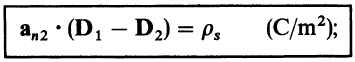 a_{n2} · (D_1 − D_2) = ρ_s (C/m²);